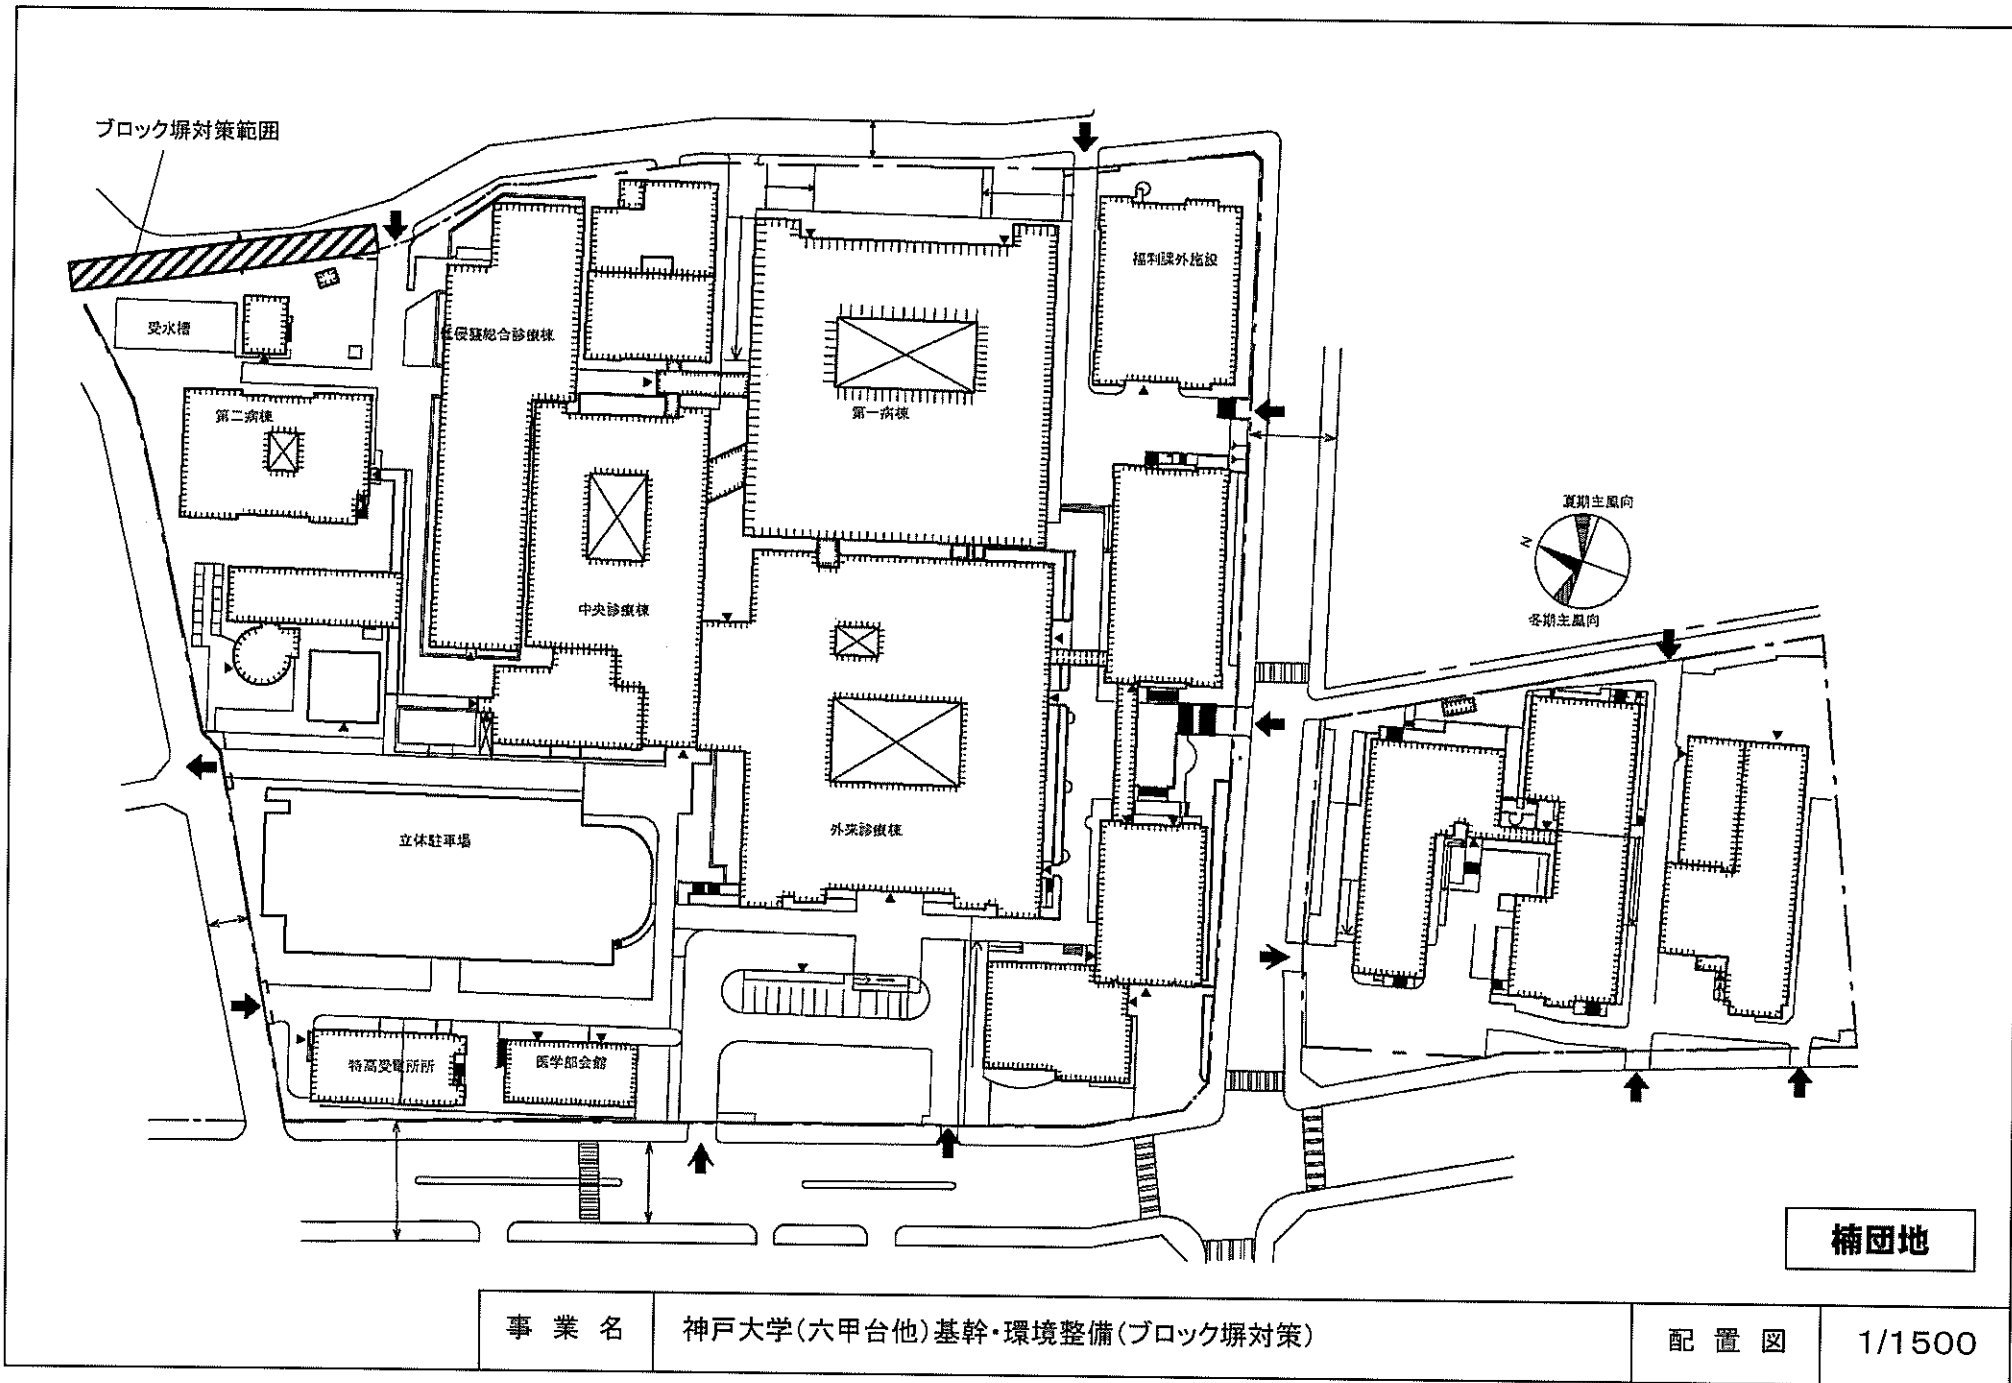 ブロック塀対策範囲
福利課外施設
受水槽
低侵襲総合診療棟
第二病棟
第一病棟
夏期主風向
N
冬期主風向
中央診療棟
外来診療棟
立体駐車場
特高受電所所
医学部会館
楠団地
事業名
神戸大学(六甲台他)基幹・環境整備(ブロック塀対策)
配置図
1/1500